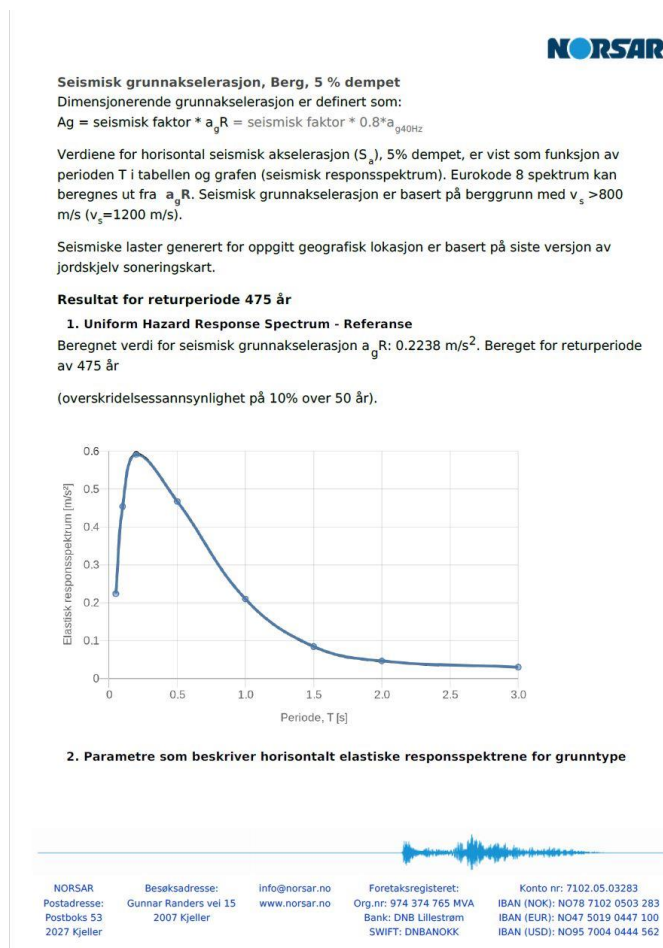 NORSAR
Seismisk grunnakselerasjon, Berg, 5 % dempet
Dimensjonerende grunnakselerasjon er definert som:
Ag = seismisk faktor * agR = seismisk faktor * 0.8*ag40Hz
Verdiene for horisontal seismisk akselerasjon (Sa), 5% dempet, er vist som funksjon av
perioden T i tabellen og grafen (seismisk responsspektrum). Eurokode 8 spektrum kan
beregnes ut fra agR. Seismisk grunnakselerasjon er basert på berggrunn med vs >800
m/s (vs=1200 m/s).
Seismiske laster generert for oppgitt geografisk lokasjon er basert på siste versjon av
jordskjelv soneringskart.
Resultat for returperiode 475 år
1. Uniform Hazard Response Spectrum - Referanse
Beregnet verdi for seismisk grunnakselerasjon a gR: 0.2238 m/s2. Bereget for returperiode
av 475 år
(overskridelsessannsynlighet på 10% over 50 år).
Elastisk responsspektrum [m/s²]
0.6
0.5
0.4
0.3
0.2
0.1
0
0 0.5 1.0 1.5 2.0 2.5 3.0
Periode, T [s]
2. Parametre som beskriver horisontalt elastiske responsspektrene for grunntype
NORSAR
Postadresse:
Postboks 53
2027 Kjeller
Besøksadresse:
Gunnar Randers vei 15
2007 Kjeller
info@norsar.no
www.norsar.no
Foretaksregisteret:
Org.nr: 974 374 765 MVA
Bank: DNB Lillestrøm
SWIFT: DNBANOKK
Konto nr: 7102.05.03283
IBAN (NOK): NO78 7102 0503 283
IBAN (EUR): NO47 5019 0447 100
IBAN (USD): NO95 7004 0444 562